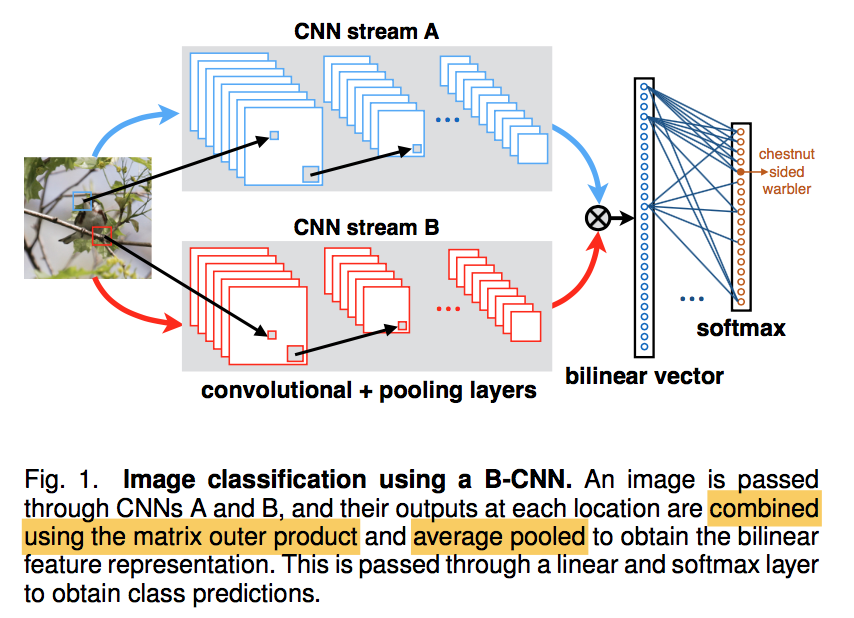 CNN stream A
chestnut
sided
warbler
CNN stream B
softmax
bilinear vector
convolutional + pooling layers
Fig. 1. Image classification using a B-CNN. An image is passed
through CNNs A and B, and their outputs at each location are combined
using the matrix outer product and average pooled to obtain the bilinear
feature representation. This is passed through a linear and softmax layer
to obtain class predictions.